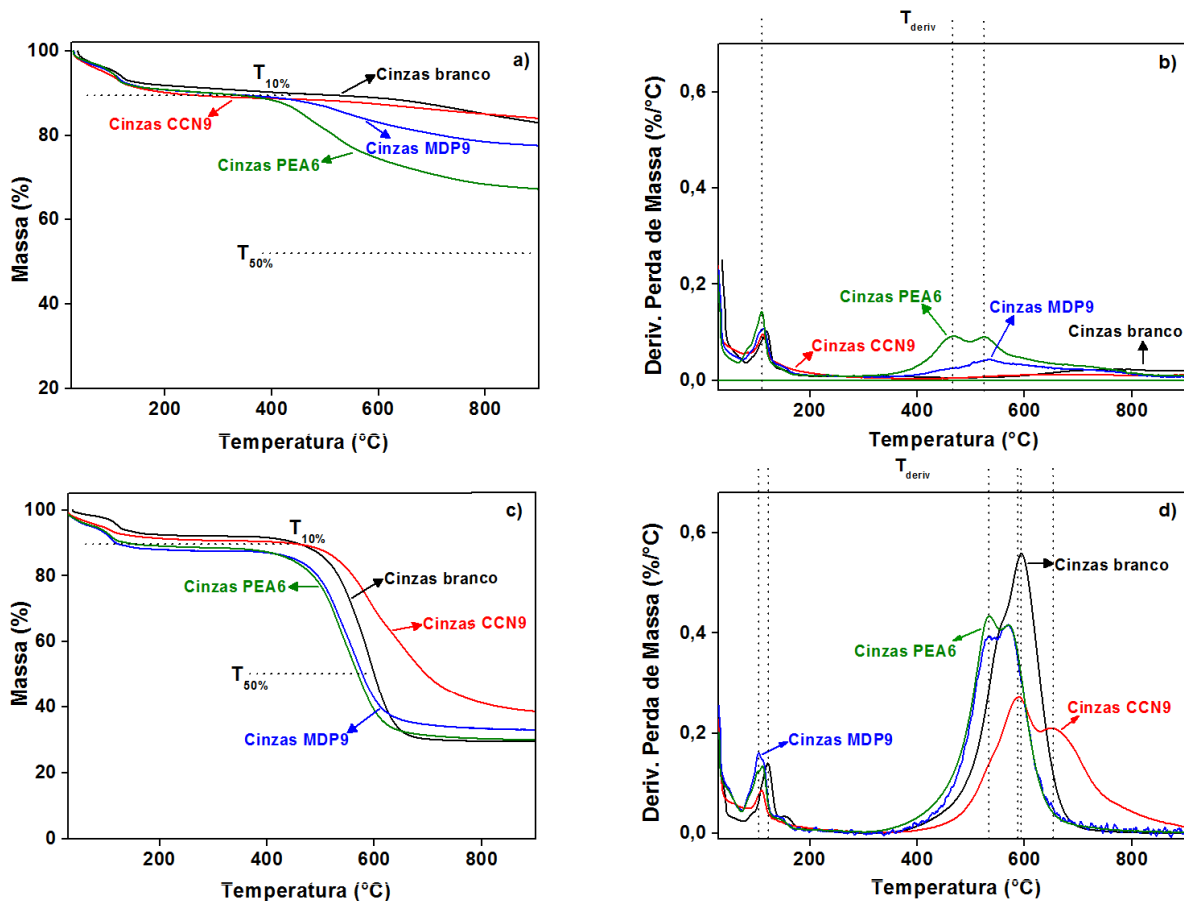 a)
100
80
60
40
20
Massa (%)
T10%
Cinzas branco
Cinzas CCN9
Cinzas MDP9
Cinzas PEA6
T50%
200 400 600 800
Temperatura (°C)
Tderiv
b)
0,6
0,4
0,2
0,0
Deriv. Perda de Massa (%/°C)
Cinzas PEA6
Cinzas MDP9
Cinzas branco
Cinzas CCN9
200 400 600 800
Temperatura (°C)
c)
100
80
60
40
20
0
Massa (%)
T10%
Cinzas branco
Cinzas PEA6
Cinzas CCN9
T50%
Cinzas MDP9
200 400 600 800
Temperatura (°C)
Tderiv
d)
0,6
0,4
0,2
0,0
Deriv. Perda de Massa (%/°C)
Cinzas branco
Cinzas PEA6
Cinzas CCN9
Cinzas MDP9
200 400 600 800
Temperatura (°C)